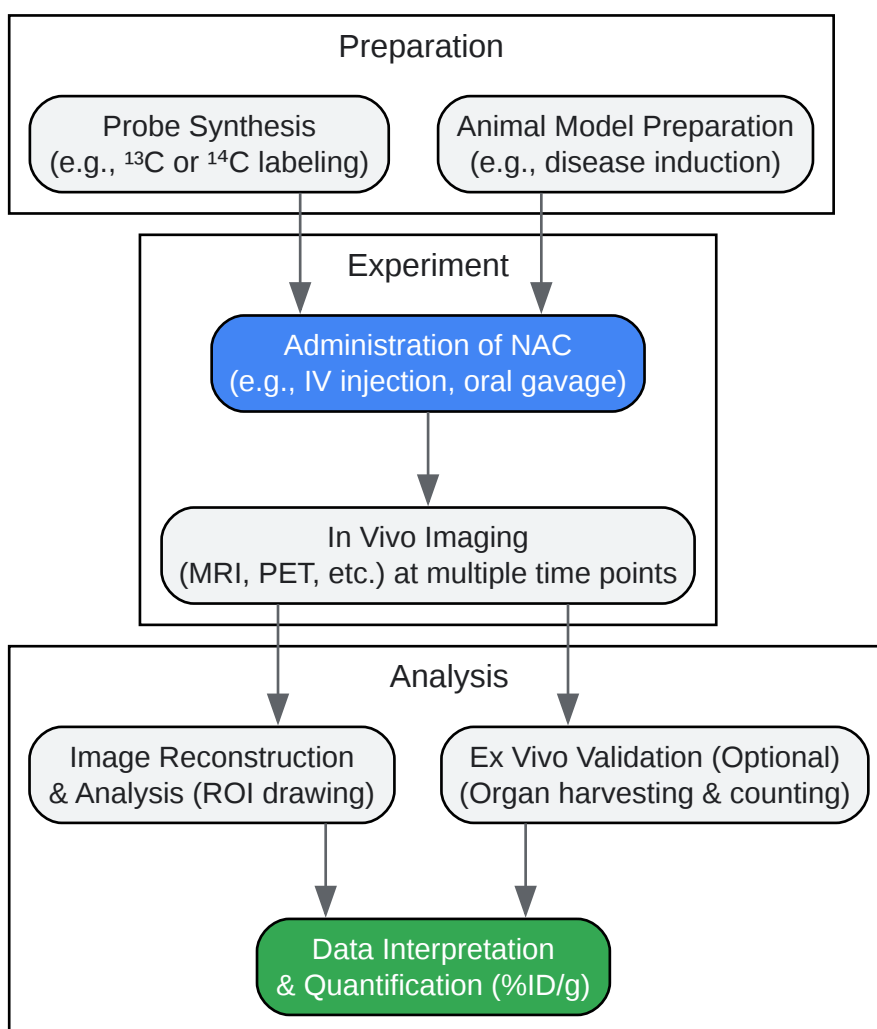 Preparation
Probe Synthesis
(e.g., ¹³C or ¹⁴C labeling)
Animal Model Preparation
(e.g., disease induction)
Experiment
Administration of NAC
(e.g., IV injection, oral gavage)
In Vivo Imaging
(MRI, PET, etc.) at multiple time points
Analysis
Image Reconstruction
& Analysis (ROI drawing)
Ex Vivo Validation (Optional)
(Organ harvesting & counting)
Data Interpretation
& Quantification (%ID/g)